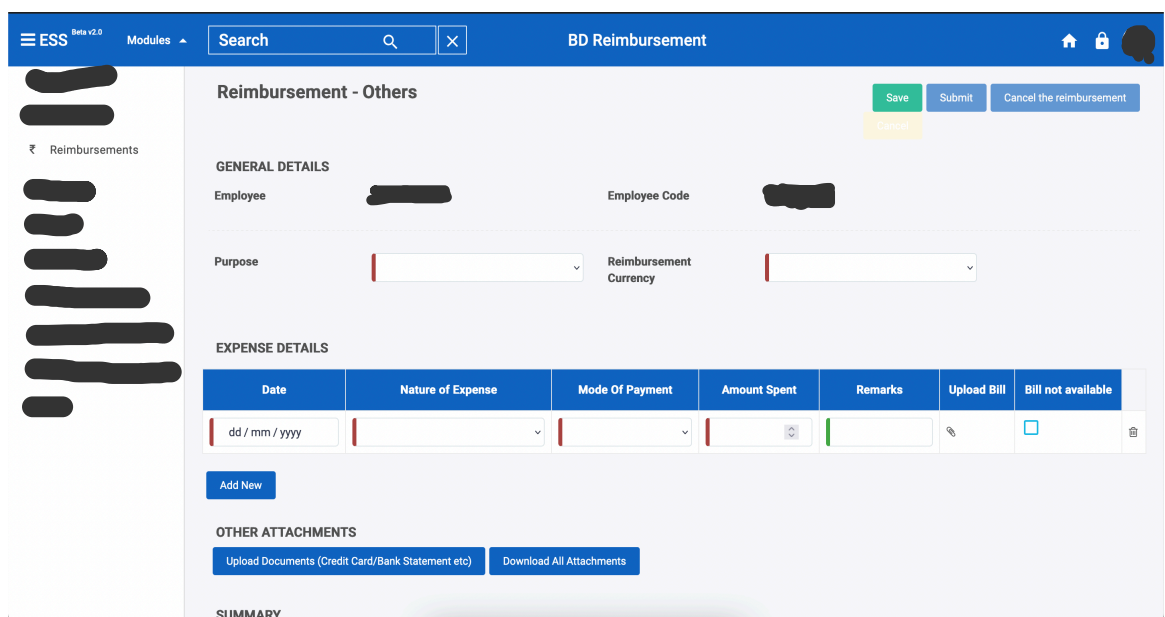 ESS Beta v2.0 Modules Search BD Reimbursement
Reimbursement - Others
Save Submit Cancel the reimbursement
Cancel
₹ Reimbursements
GENERAL DETAILS
Employee Employee Code
Purpose Reimbursement
Currency
EXPENSE DETAILS
Date Nature of Expense Mode Of Payment Amount Spent Remarks Upload Bill Bill not available
dd / mm / yyyy
Add New
OTHER ATTACHMENTS
Upload Documents (Credit Card/Bank Statement etc) Download All Attachments
SUMMARY